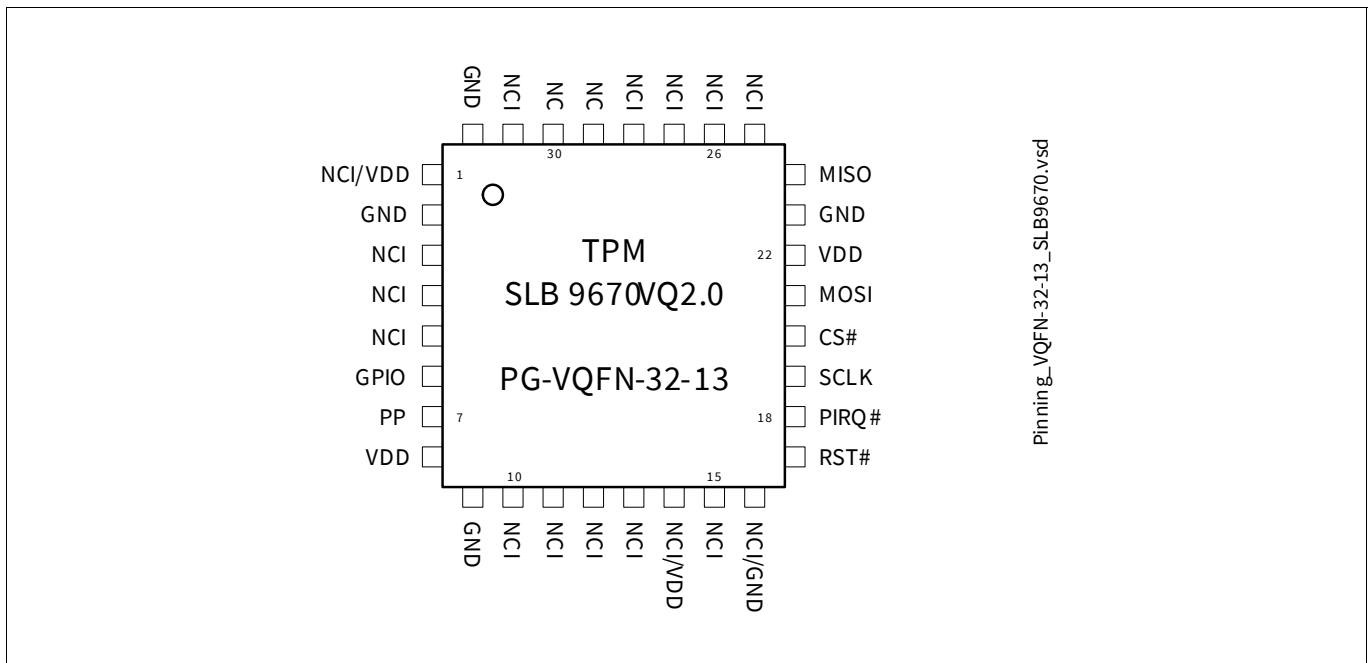 GND NCI NC NC NCI NCI NCI NCI
30 26
NCI/VDD 1 MISO
GND GND
NCI TPM 22 VDD
NCI SLB 9670VQ2.0 MOSI
NCI CS#
GPIO PG-VQFN-32-13 SCLK
PP 7 18 PIRQ#
VDD RST#
10 15
GND NCI NCI NCI NCI NCI/VDD NCI NCI/GND
Pinning_VQFN-32-13_SLB9670.vsd